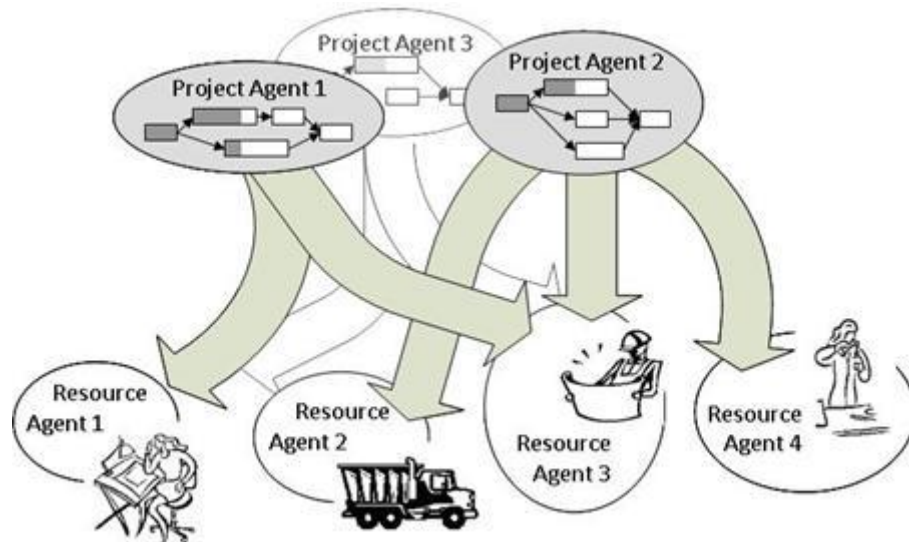 Project Agent 3
Project Agent 2
Project Agent 1
Resource
Agent 1
Resource
Agent 2
Resource
Agent 3
Resource
Agent 4